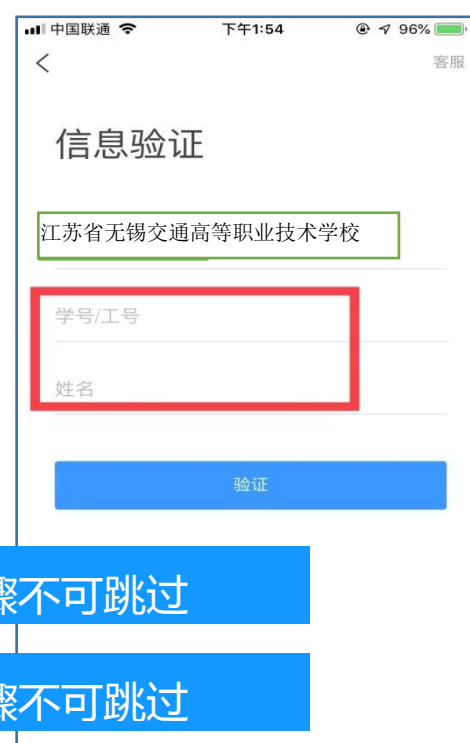 中国联通 下午1:54 96%
客服
信息验证
江苏省无锡交通高等职业技术学校
学号/工号
姓名
验证
骤不可跳过
骤不可跳过